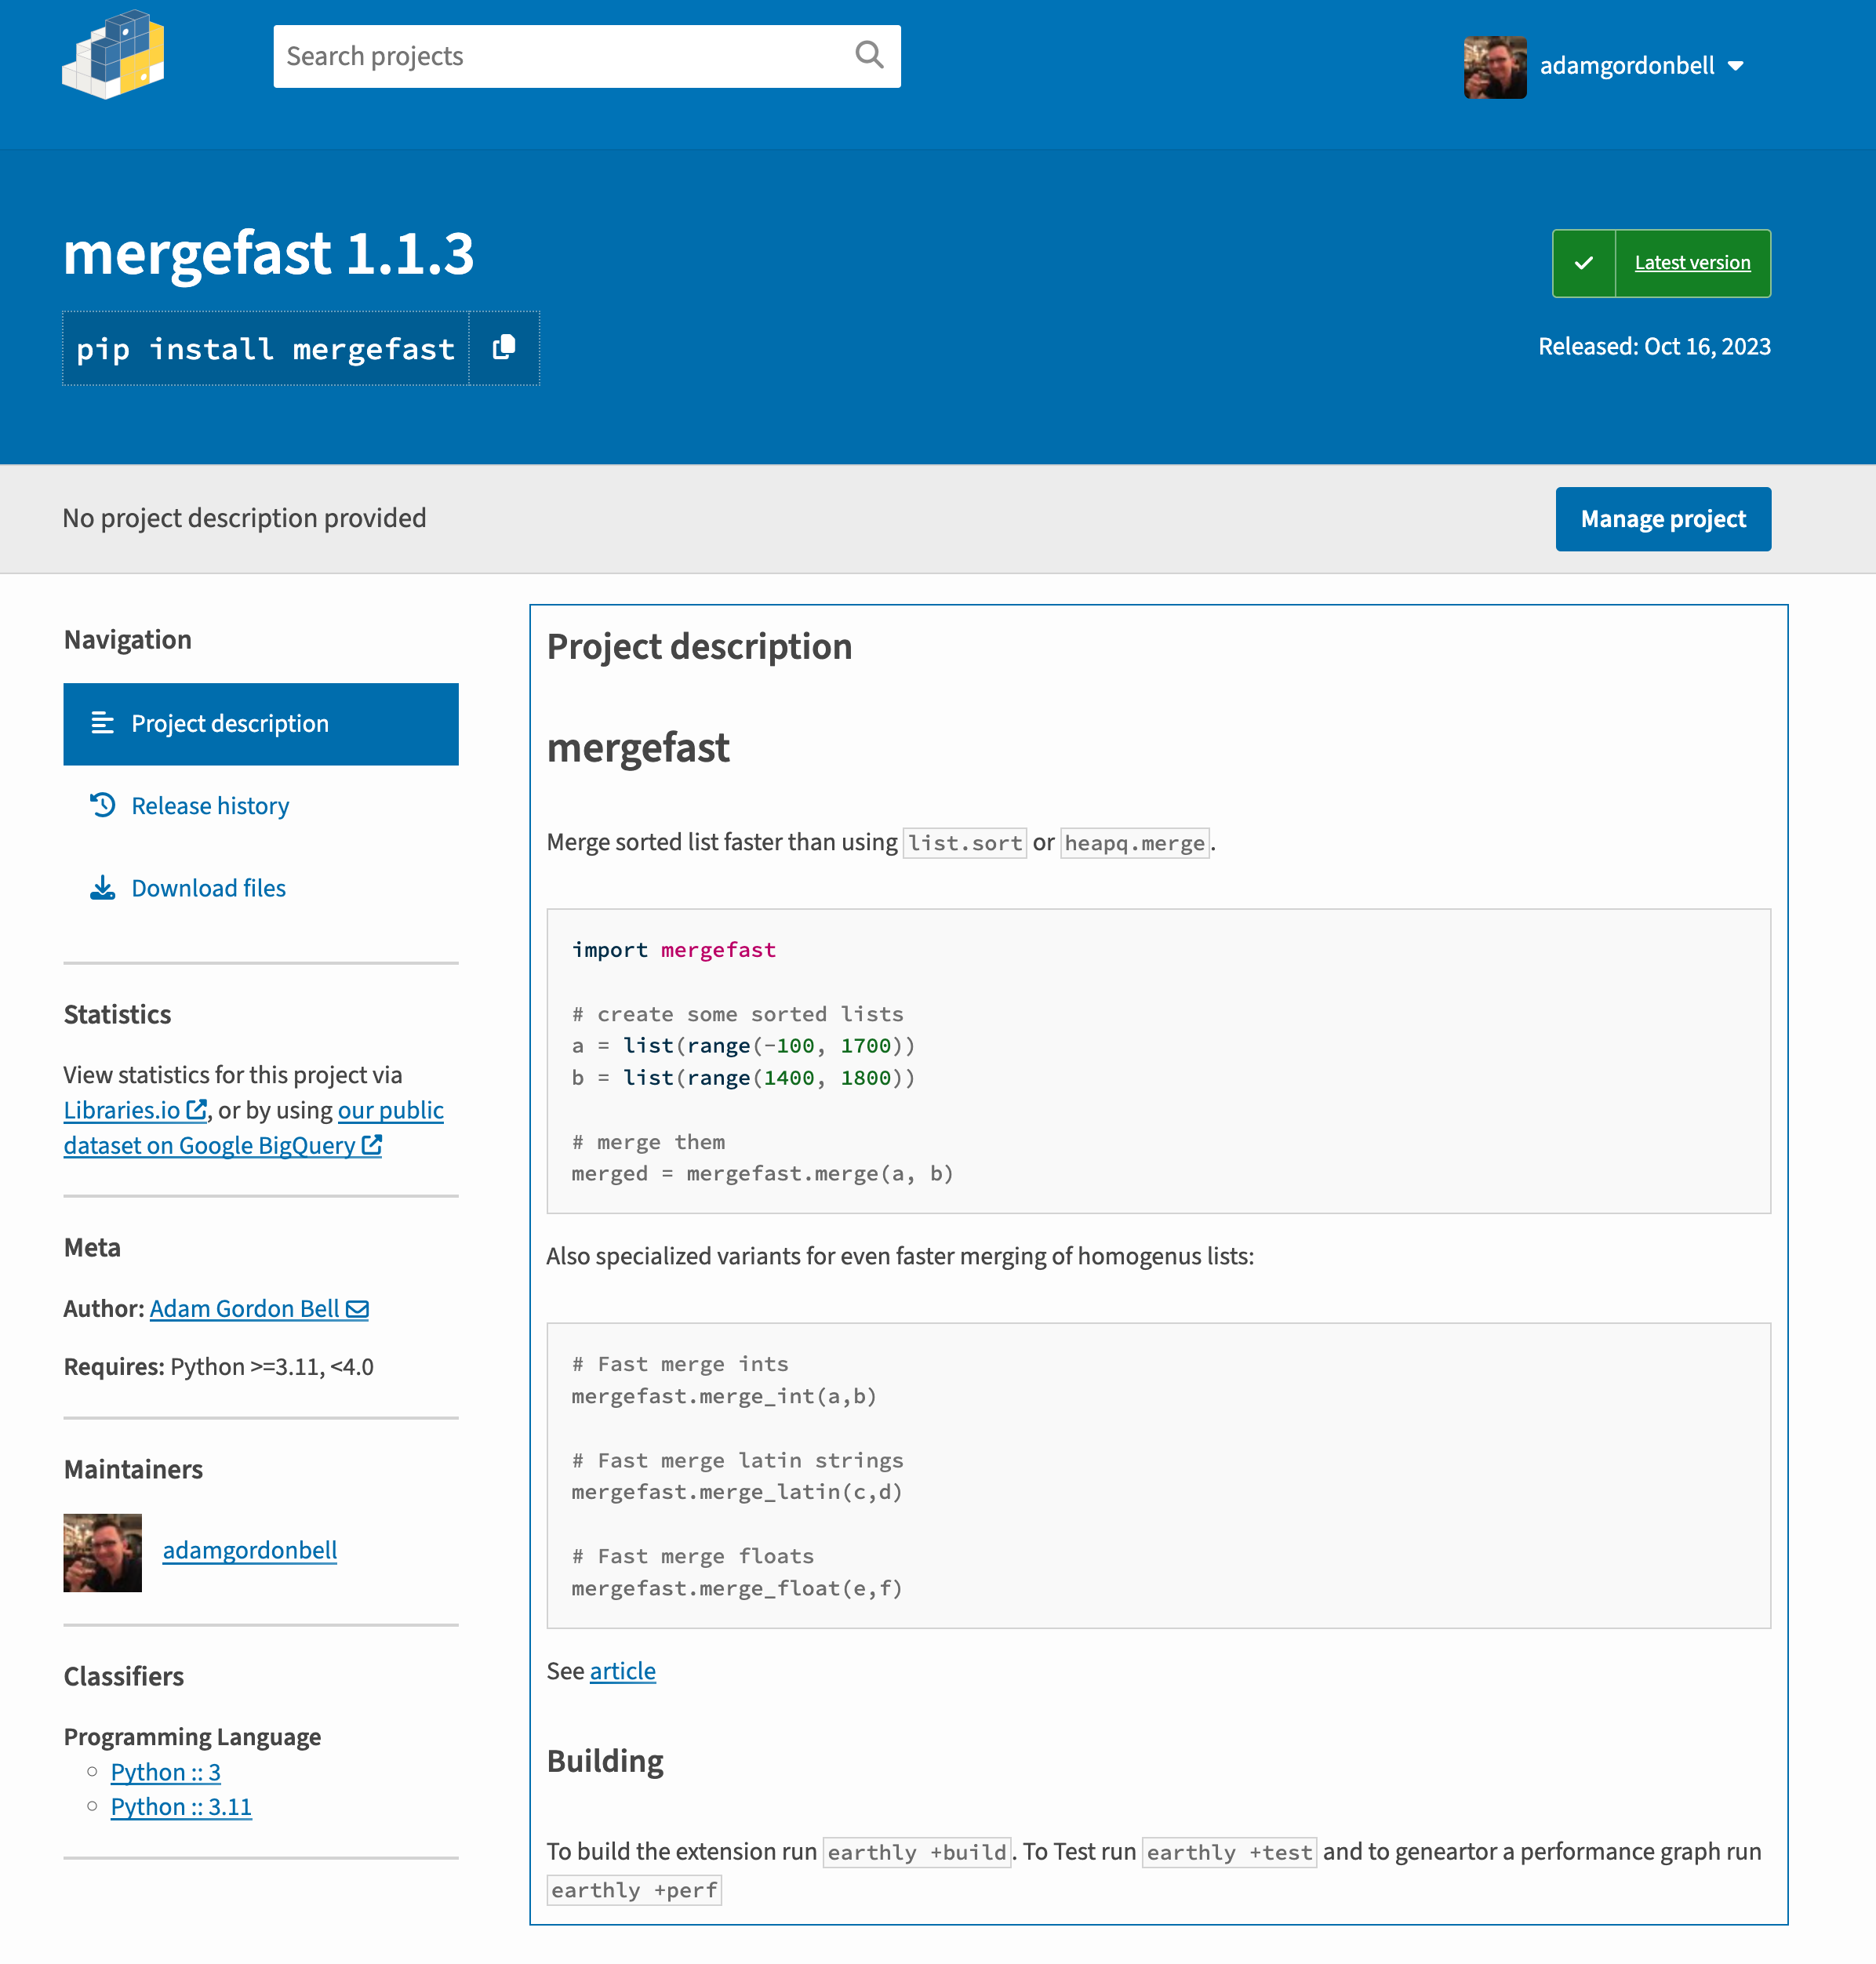 Search projects
adamgordonbell
mergefast 1.1.3
Latest version
pip install mergefast
Released: Oct 16, 2023
No project description provided
Manage project
Navigation
Project description
Release history
Download files
Statistics
View statistics for this project via
Libraries.io, or by using our public
dataset on Google BigQuery
Meta
Author: Adam Gordon Bell
Requires: Python >=3.11, <4.0
Maintainers
adamgordonbell
Classifiers
Programming Language
Python :: 3
Python :: 3.11
Project description
mergefast
Merge sorted list faster than using list.sort or heapq.merge.
import mergefast
# create some sorted lists
a = list(range(-100, 1700))
b = list(range(1400, 1800))
# merge them
merged = mergefast.merge(a, b)
Also specialized variants for even faster merging of homogenus lists:
# Fast merge ints
mergefast.merge_int(a,b)
# Fast merge latin strings
mergefast.merge_latin(c,d)
# Fast merge floats
mergefast.merge_float(e,f)
See article
Building
To build the extension run earthly +build. To Test run earthly +test and to geneartor a performance graph run
earthly +perf